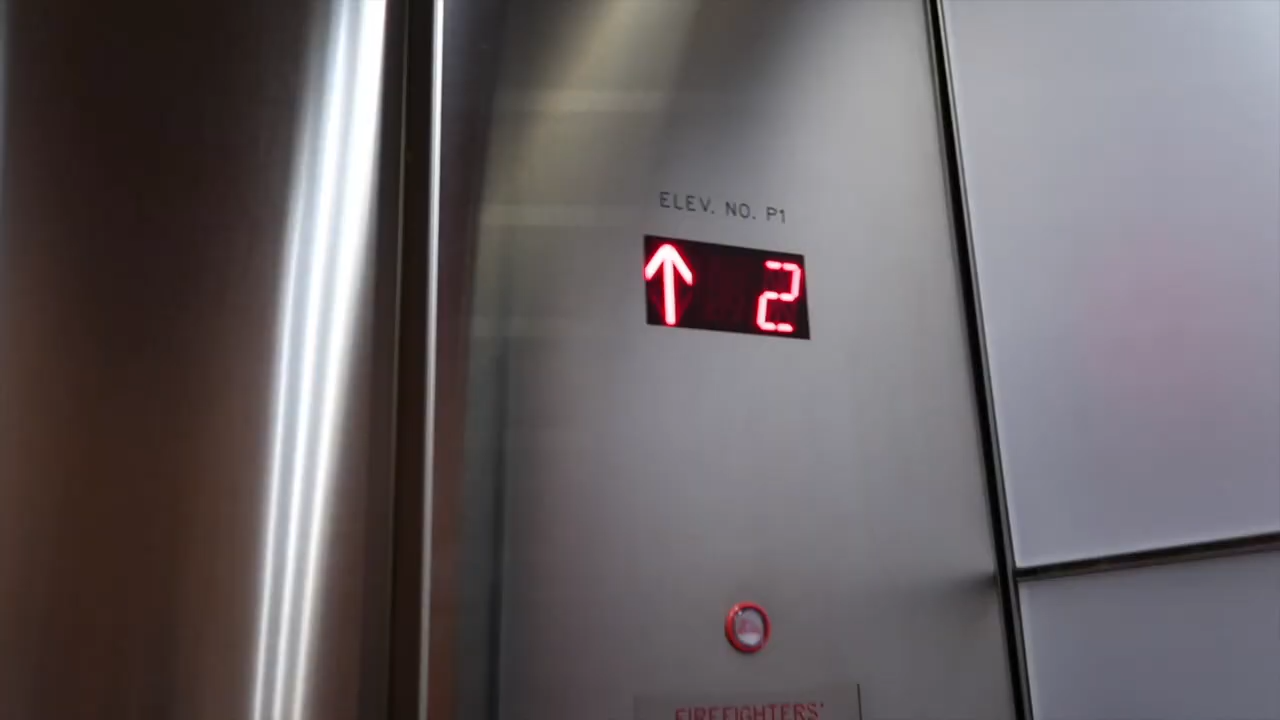 ELEV. NO. P1
↑ 2
FIREFIGHTERS'